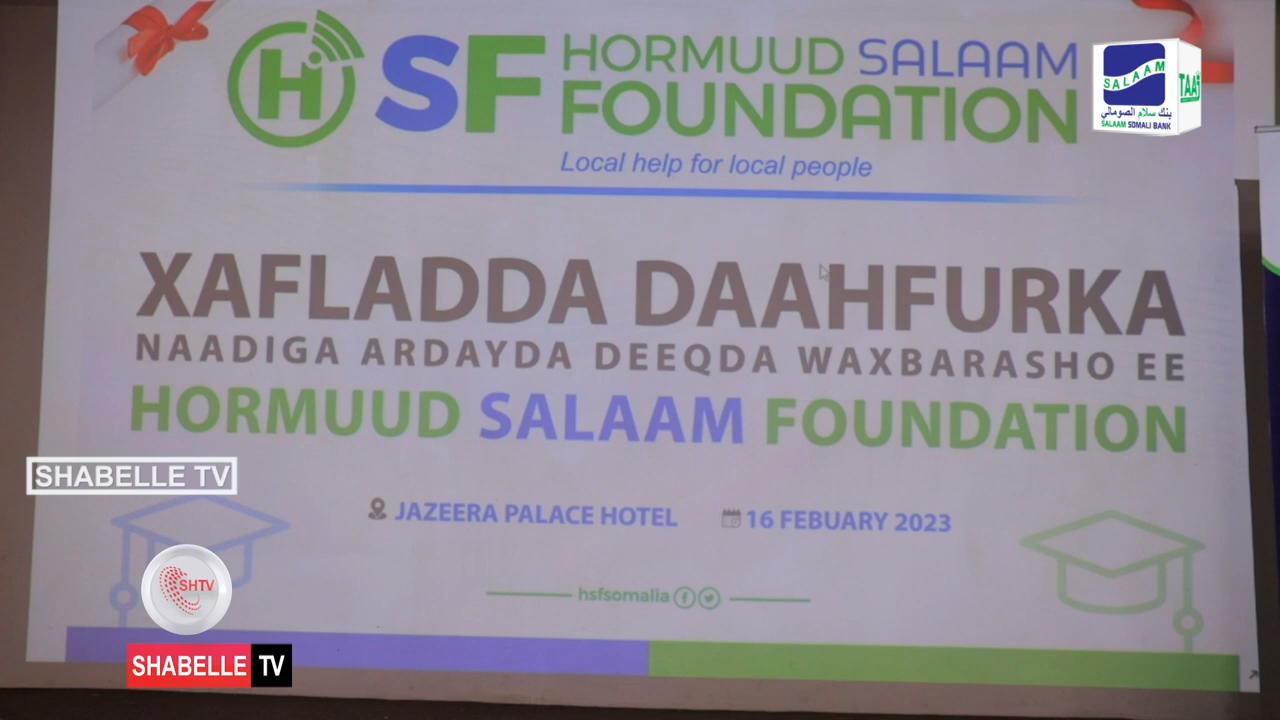 H SF HORMUUD SALAAM
FOUNDATION
Local help for local people
SALAAM
بنك سلام الصومالي
SALAAM SOMALI BANK
TAAJ
XAFLADDA DAAHFURKA
NAADIGA ARDAYDA DEEQDA WAXBARASHO EE
HORMUUD SALAAM FOUNDATION
SHABELLE TV
JAZEERA PALACE HOTEL
16 FEBUARY 2023
hsfsomalia
SHTV
SHABELLE TV